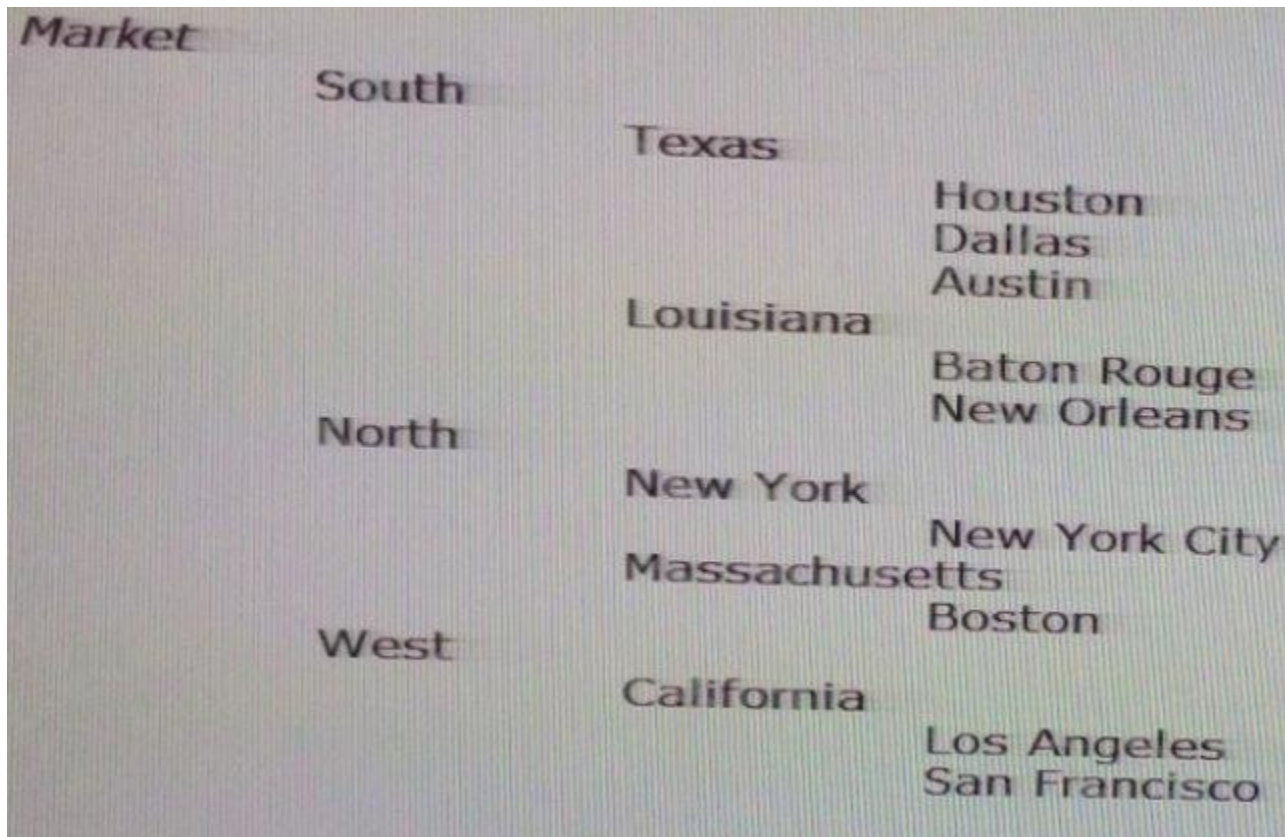 Market
South
Texas
Houston
Dallas
Austin
Louisiana
Baton Rouge
New Orleans
North
New York
New York City
Massachusetts
Boston
West
California
Los Angeles
San Francisco